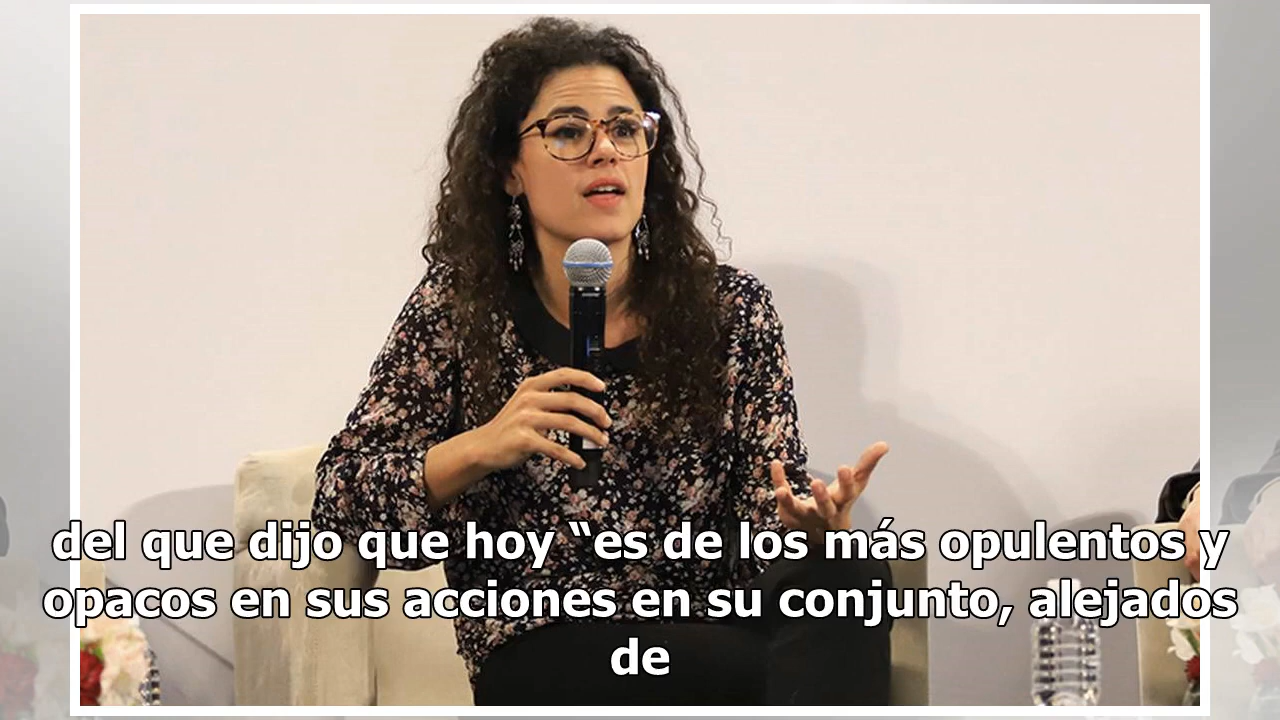 del que dijo que hoy “es de los más opulentos y
opacos en sus acciones en su conjunto, alejados
de